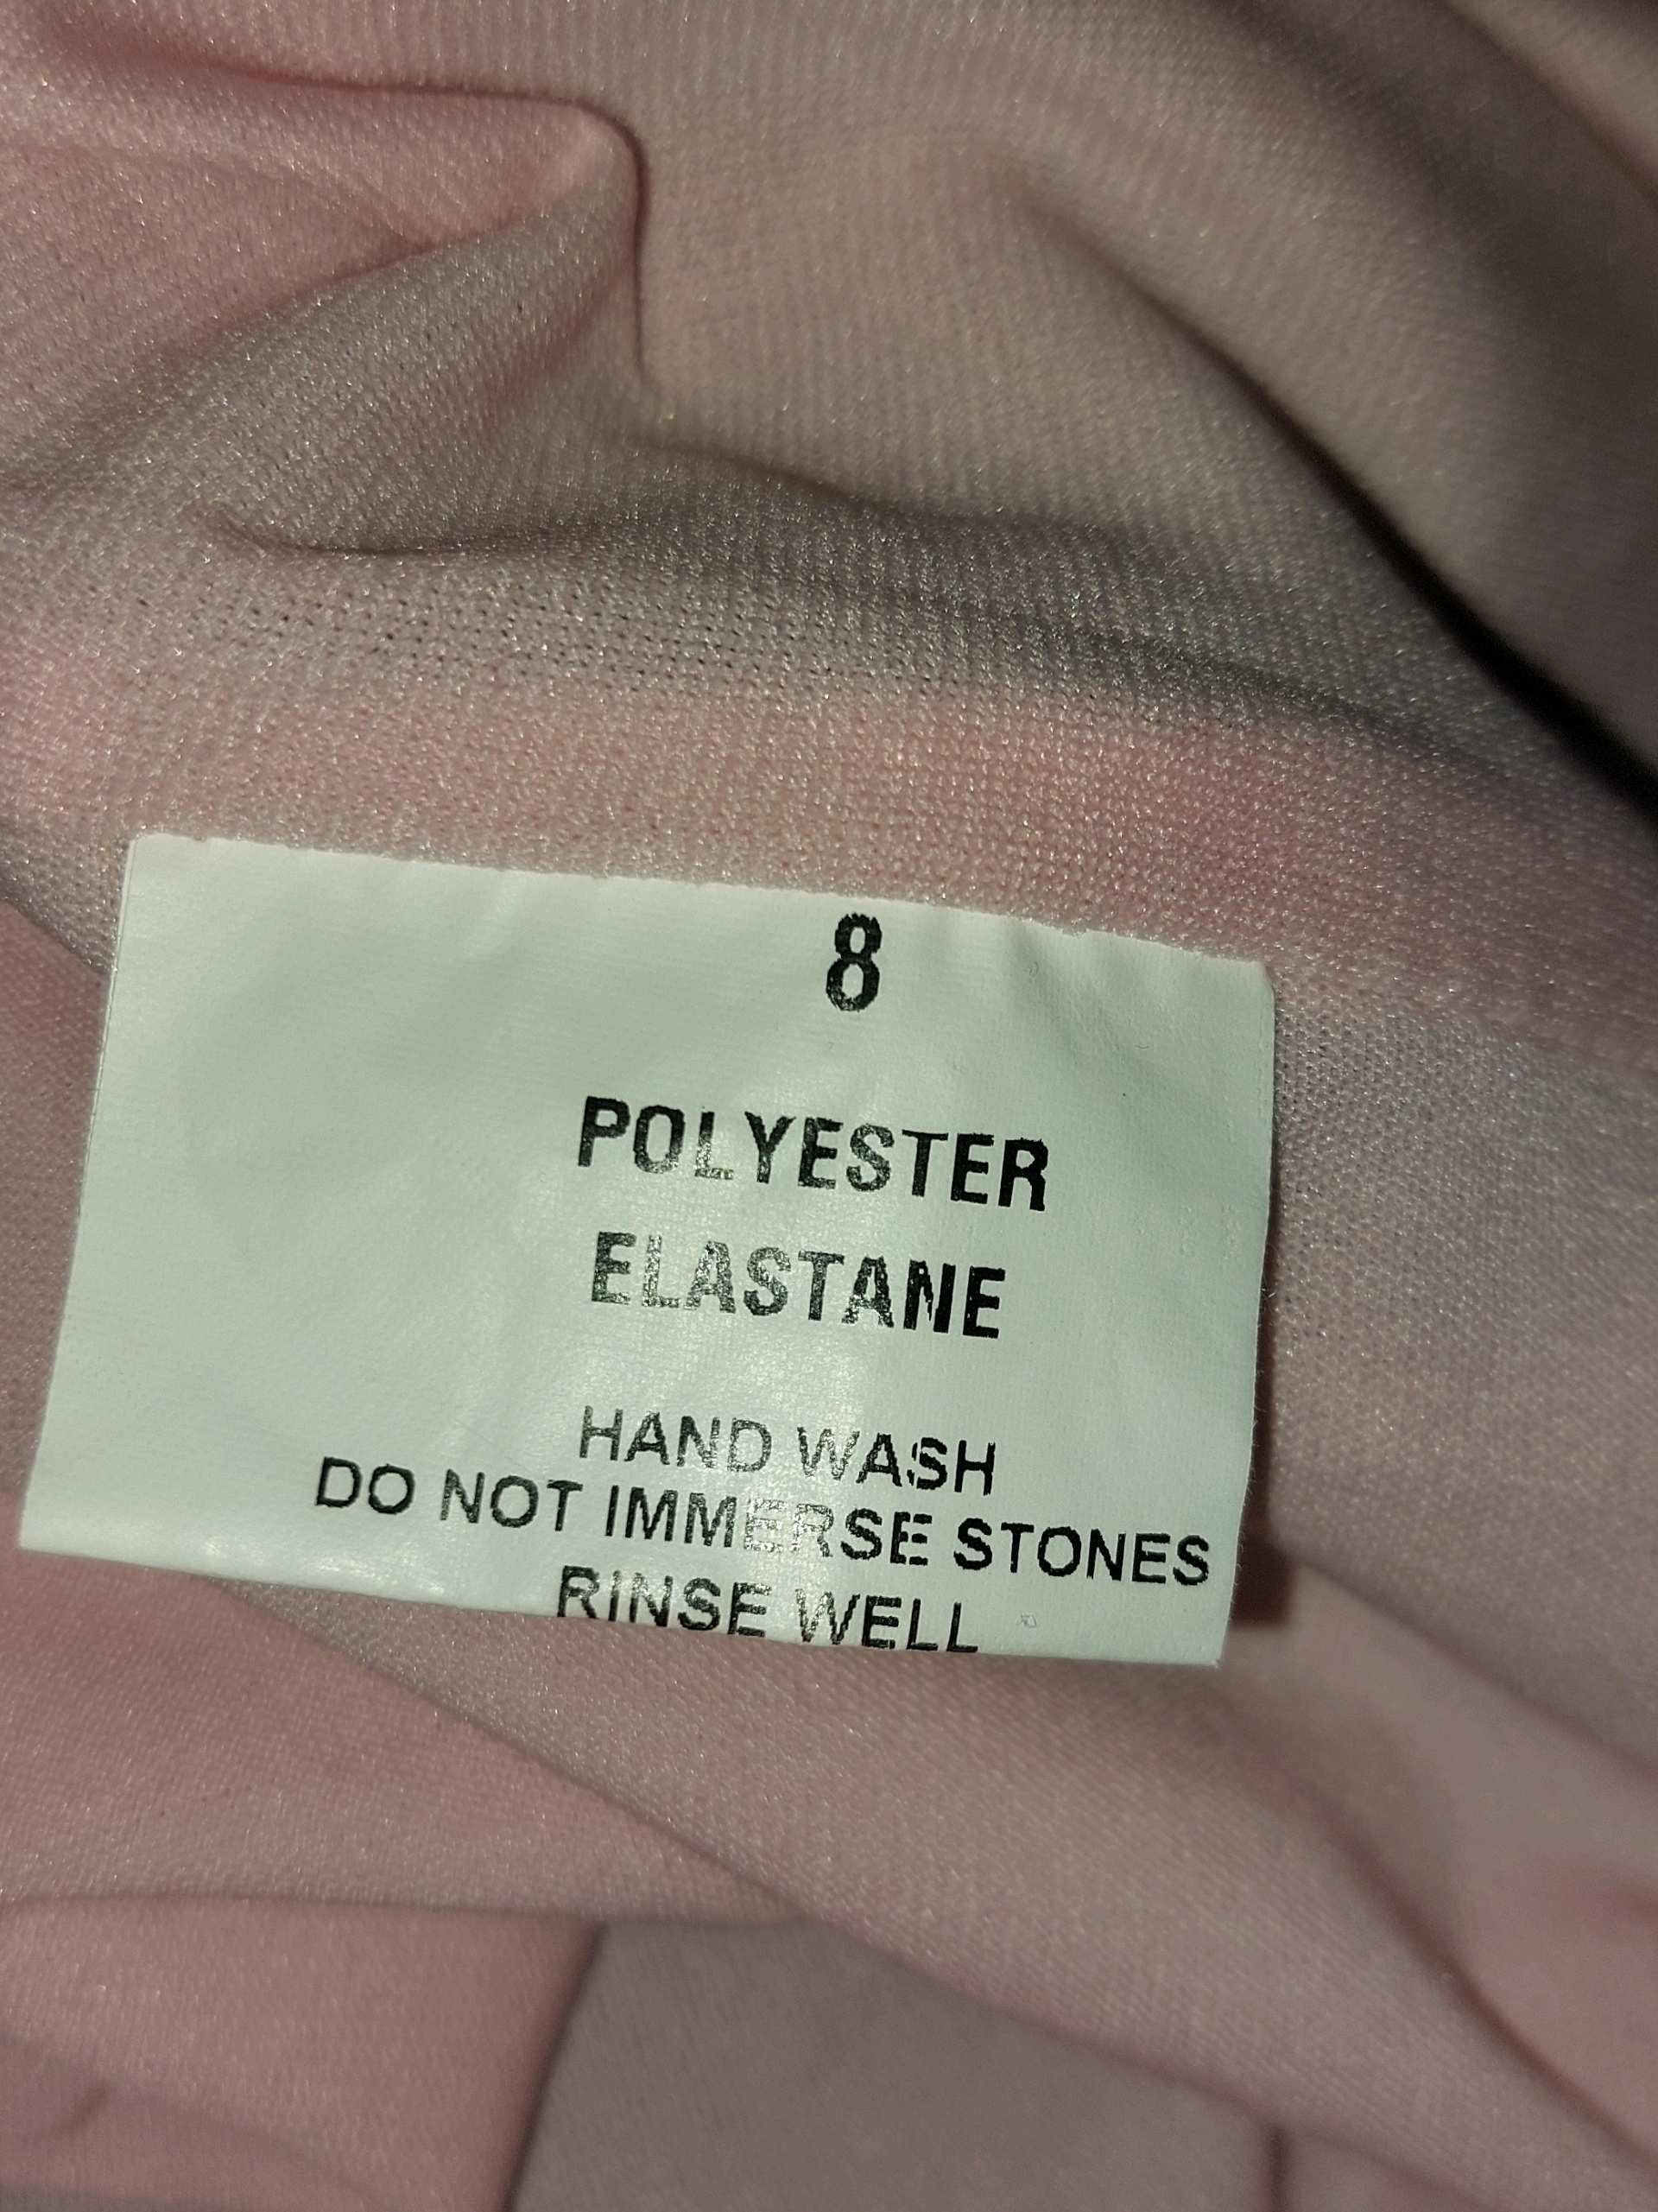 8
POLYESTER
ELASTANE
HAND WASH
DO NOT IMMERSE STONES
RINSE WELL